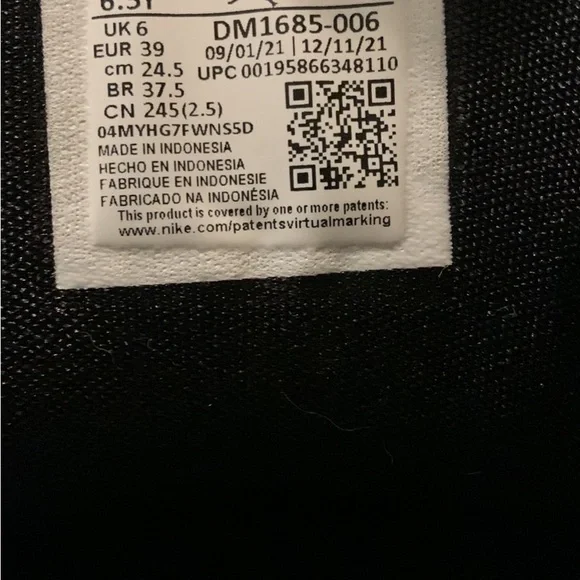 6.5Y
UK 6
EUR 39
cm 24.5
BR 37.5
CN 245(2.5)
DM1685-006
09/01/21 | 12/11/21
UPC 00195866348110
04MYHG7FWNS5D
MADE IN INDONESIA
HECHO EN INDONESIA
FABRIQUE EN INDONESIE
FABRICADO NA INDONÉSIA
This product is covered by one or more patents:
www.nike.com/patentsvirtualmarking